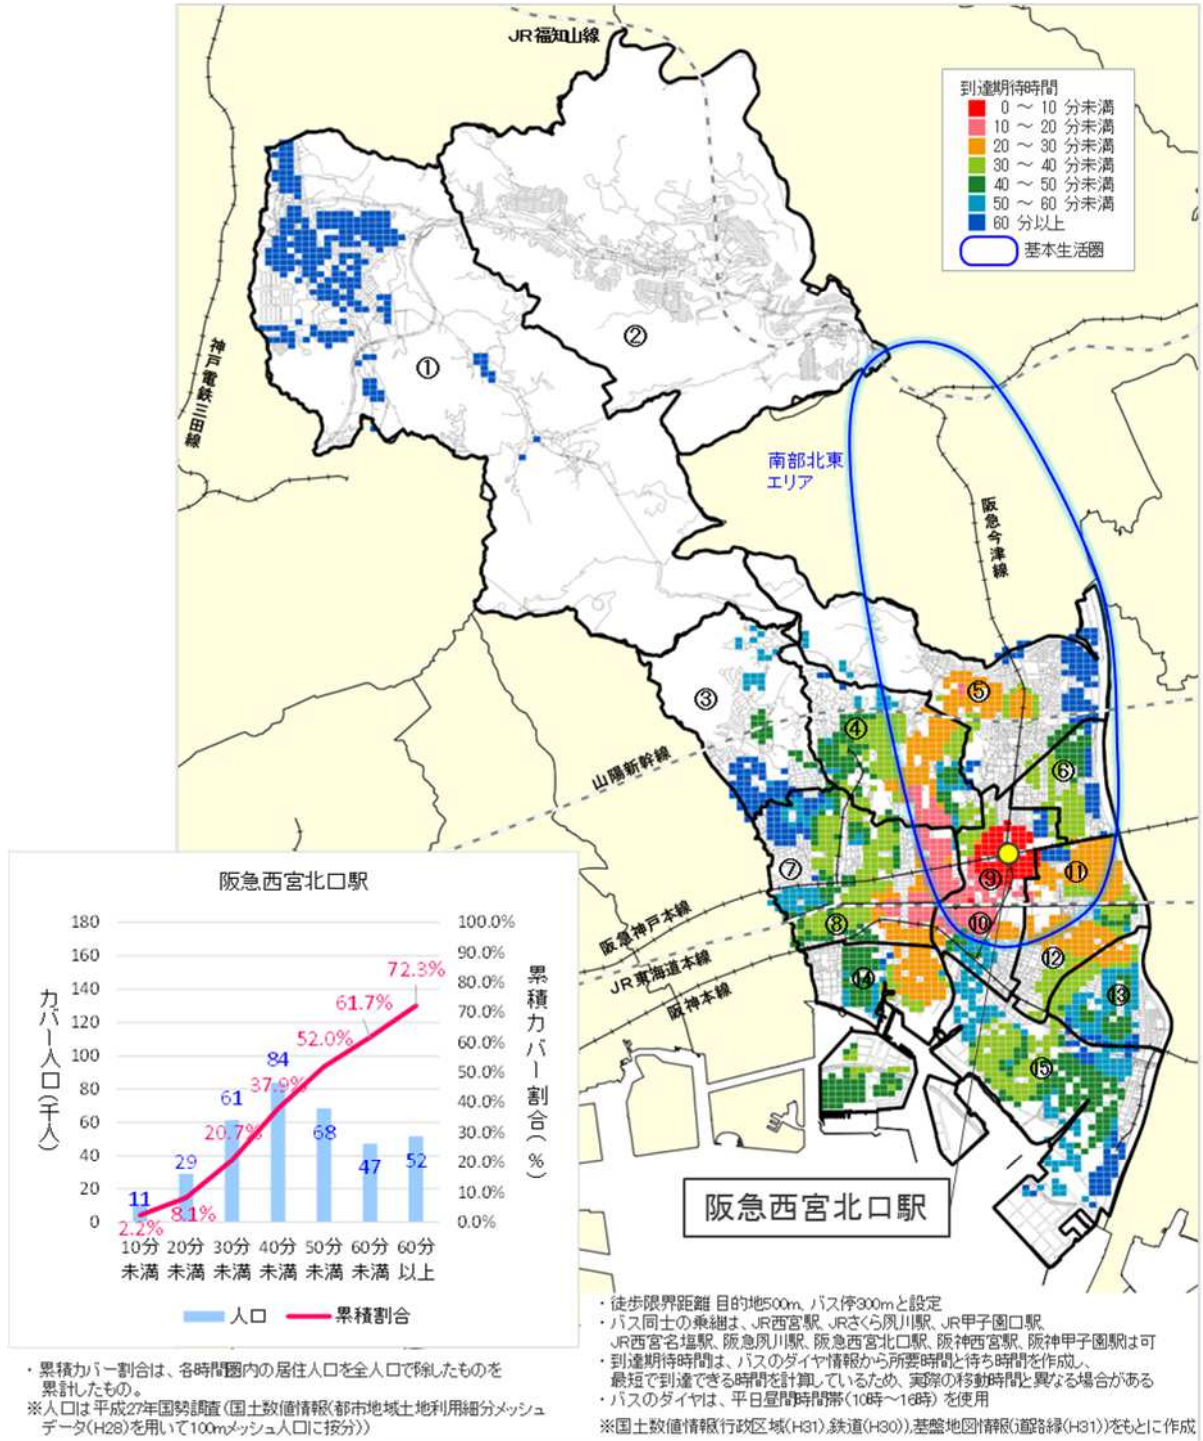 JR福知山線
到達期待時間
0 ~ 10 分未満
10 ~ 20 分未満
20 ~ 30 分未満
30 ~ 40 分未満
40 ~ 50 分未満
50 ~ 60 分未満
60 分以上
基本生活圏
①
②
神戸電鉄三田線
南部北東
エリア
阪急今津線
③
④
⑤
⑥
山陽新幹線
⑦
⑧
⑨
⑩
⑪
⑫
⑬
⑭
⑮
阪急神戸本線
JR東海道本線
阪神本線
阪急西宮北口駅
阪急西宮北口駅
カバー人口(千人)
180
160
140
120
100
80
60
40
20
0
累積カバー割合(%)
100.0%
90.0%
80.0%
70.0%
60.0%
50.0%
40.0%
30.0%
20.0%
10.0%
0.0%
11
29
61
84
68
47
52
2.2%
8.1%
20.7%
37.9%
52.0%
61.7%
72.3%
10分 20分 30分 40分 50分 60分 60分
未満 未満 未満 未満 未満 未満 以上
人口 累積割合
・累積カバー割合は、各時間圏内の居住人口を全人口で除したものを
累計したもの。
※人口は平成27年国勢調査(国土数値情報(都市地域土地利用細分メッシュ
データ(H28)を用いて100mメッシュ人口に按分))
・徒歩限界距離 目的地500m、バス停300mと設定
・バス同士の乗継は、JR西宮駅、JRさくら夙川駅、JR甲子園口駅、
JR西宮名塩駅、阪急夙川駅、阪急西宮北口駅、阪神西宮駅、阪神甲子園駅は可
・到達期待時間は、バスのダイヤ情報から所要時間と待ち時間を作成し、
最短で到達できる時間を計算しているため、実際の移動時間と異なる場合がある
・バスのダイヤは、平日昼間時間帯(10時~16時)を使用
※国土数値情報(行政区域(H31),鉄道(H30)),基盤地図情報(道路縁(H31))をもとに作成